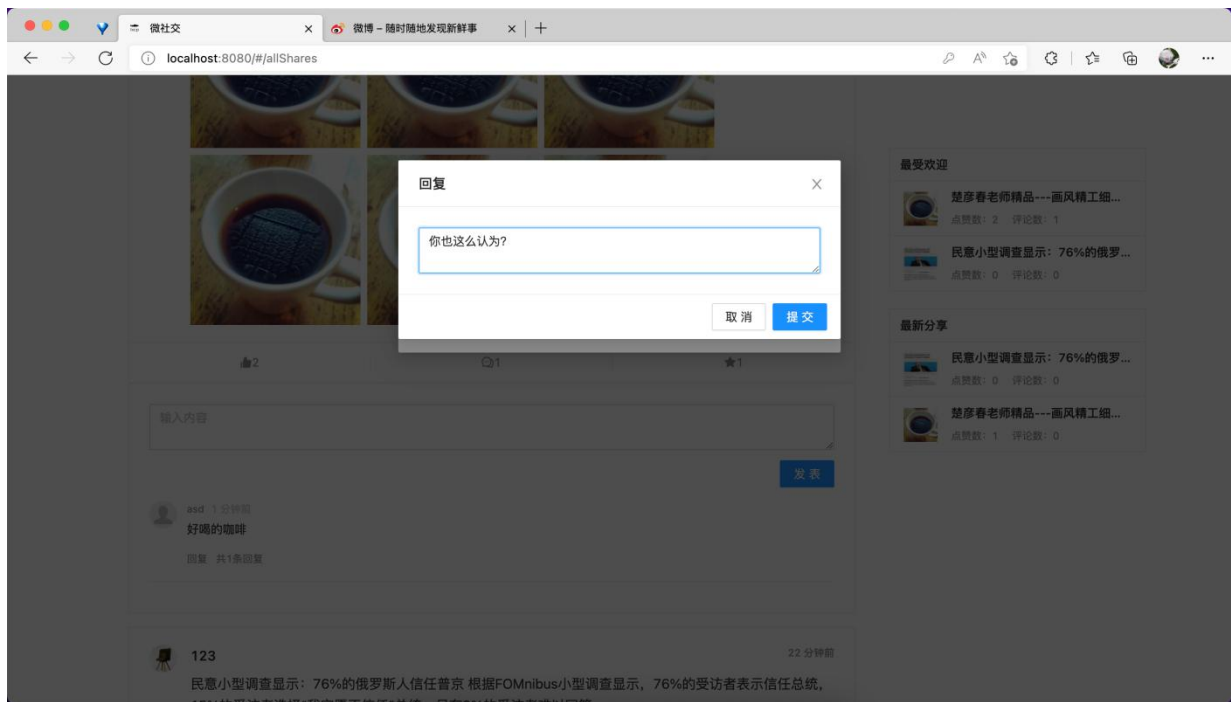 微社交
微博 – 随时随地发现新鲜事
localhost:8080/#/allShares
回复
你也这么认为?
取 消
提 交
2
1
1
输入内容
发 表
asd 1 分钟前
好喝的咖啡
回复 共1条回复
123
22 分钟前
民意小型调查显示：76%的俄罗斯人信任普京 根据FOMnibus小型调查显示，76%的受访者表示信任总统，
最受欢迎
楚彦春老师精品---画风精工细...
点赞数：2 评论数：1
民意小型调查显示：76%的俄罗...
点赞数：0 评论数：0
最新分享
民意小型调查显示：76%的俄罗...
点赞数：0 评论数：0
楚彦春老师精品---画风精工细...
点赞数：1 评论数：0